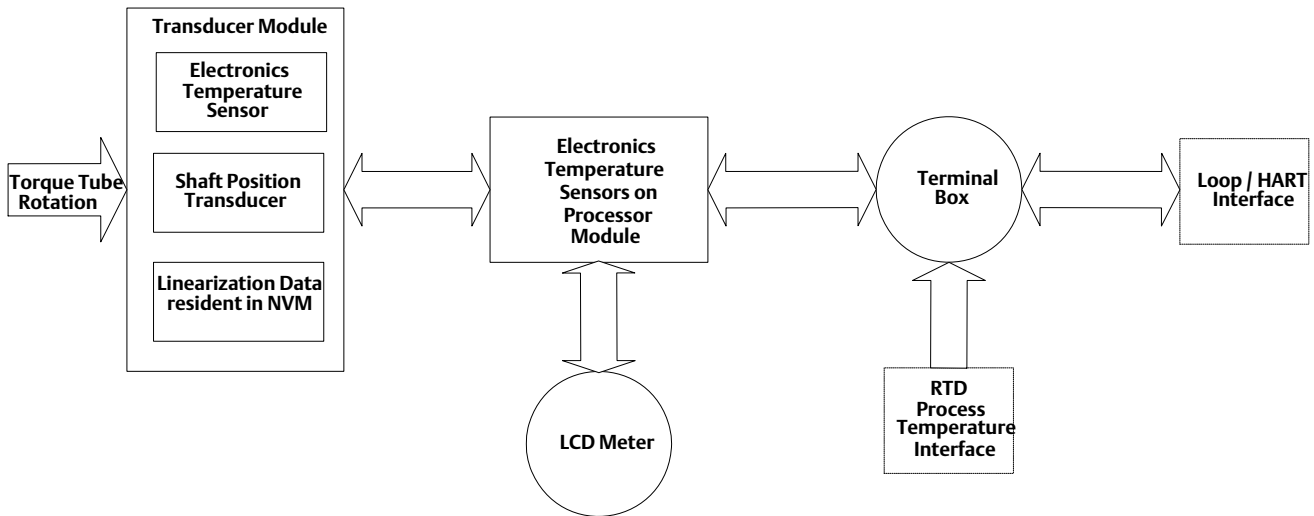 Transducer Module
Electronics
Temperature
Sensor
Torque Tube
Rotation
Shaft Position
Transducer
Linearization Data
resident in NVM
Electronics
Temperature
Sensors on
Processor
Module
LCD Meter
Terminal
Box
Loop / HART
Interface
RTD
Process
Temperature
Interface